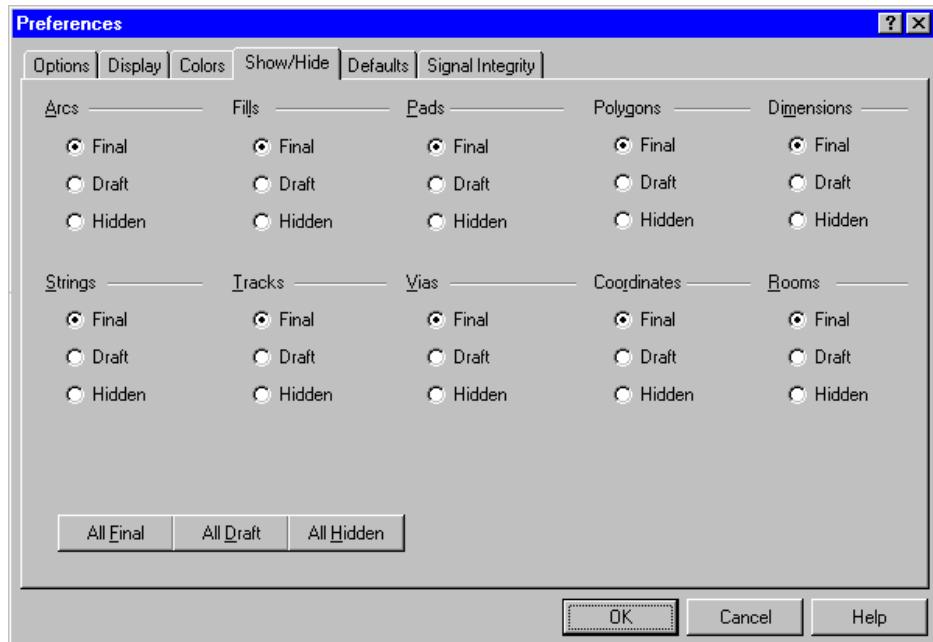 Preferences
Options Display Colors Show/Hide Defaults Signal Integrity
Arcs Fills Pads Polygons Dimensions
Final Final Final Final Final
Draft Draft Draft Draft Draft
Hidden Hidden Hidden Hidden Hidden
Strings Tracks Vias Coordinates Rooms
Final Final Final Final Final
Draft Draft Draft Draft Draft
Hidden Hidden Hidden Hidden Hidden
All Final All Draft All Hidden
OK Cancel Help